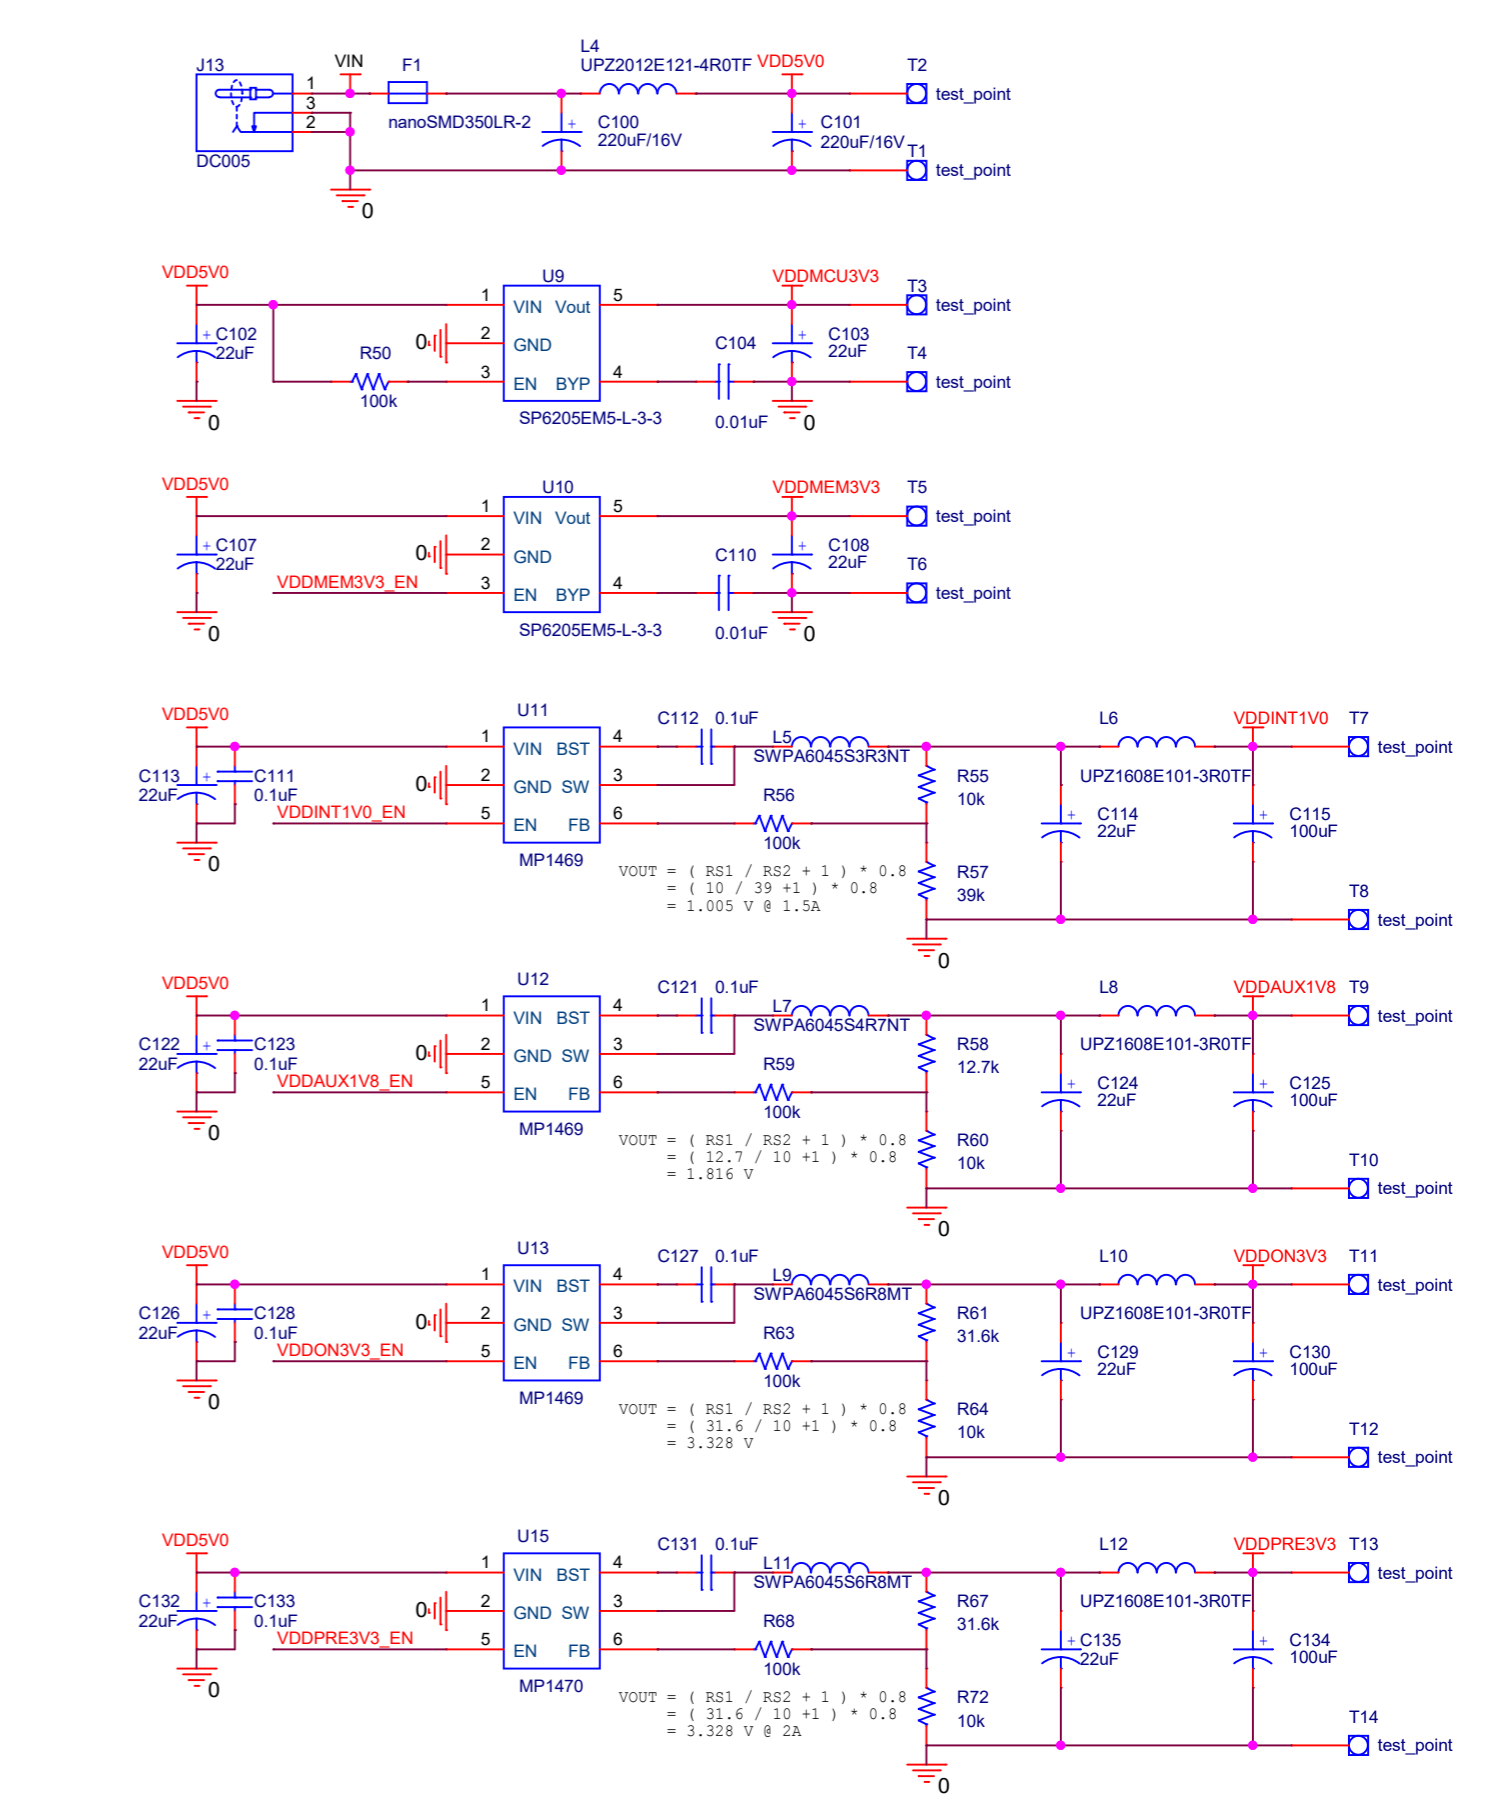 J13
DC005
1
3
2
VIN
F1
nanoSMD350LR-2
L4
UPZ2012E121-4R0TF
VDD5V0
+
C100
220uF/16V
+
C101
220uF/16V
T2
test_point
T1
test_point
0
VDD5V0
+
C102
22uF
0
R50
100k
0
1
2
3
U9
VIN
Vout
GND
EN
BYP
SP6205EM5-L-3-3
5
4
C104
0.01uF
VDDMCU3V3
+
C103
22uF
0
T3
test_point
T4
test_point
VDD5V0
+
C107
22uF
0
VDDMEM3V3_EN
0
1
2
3
U10
VIN
Vout
GND
EN
BYP
SP6205EM5-L-3-3
5
4
C110
0.01uF
VDDMEM3V3
+
C108
22uF
0
T5
test_point
T6
test_point
VDD5V0
C113
22uF
+
C111
0.1uF
0
VDDINT1V0_EN
0
1
2
5
U11
VIN
BST
GND
SW
EN
FB
MP1469
4
3
6
C112
0.1uF
L5
SWPA6045S3R3NT
R56
100k
R55
10k
R57
39k
VOUT = ( RS1 / RS2 + 1 ) * 0.8
= ( 10 / 39 +1 ) * 0.8
= 1.005 V @ 1.5A
0
+
C114
22uF
L6
UPZ1608E101-3R0TF
VDDINT1V0
+
C115
100uF
T7
test_point
T8
test_point
VDD5V0
C122
22uF
+
C123
0.1uF
0
VDDAUX1V8_EN
0
1
2
5
U12
VIN
BST
GND
SW
EN
FB
MP1469
4
3
6
C121
0.1uF
L7
SWPA6045S4R7NT
R59
100k
R58
12.7k
R60
10k
VOUT = ( RS1 / RS2 + 1 ) * 0.8
= ( 12.7 / 10 +1 ) * 0.8
= 1.816 V
0
+
C124
22uF
L8
UPZ1608E101-3R0TF
VDDAUX1V8
+
C125
100uF
T9
test_point
T10
test_point
VDD5V0
C126
22uF
+
C128
0.1uF
0
VDDON3V3_EN
0
1
2
5
U13
VIN
BST
GND
SW
EN
FB
MP1469
4
3
6
C127
0.1uF
L9
SWPA6045S6R8MT
R63
100k
R61
31.6k
R64
10k
VOUT = ( RS1 / RS2 + 1 ) * 0.8
= ( 31.6 / 10 +1 ) * 0.8
= 3.328 V
0
+
C129
22uF
L10
UPZ1608E101-3R0TF
VDDON3V3
+
C130
100uF
T11
test_point
T12
test_point
VDD5V0
C132
22uF
+
C133
0.1uF
0
VDDPRE3V3_EN
0
1
2
5
U15
VIN
BST
GND
SW
EN
FB
MP1470
4
3
6
C131
0.1uF
L11
SWPA6045S6R8MT
R68
100k
R67
31.6k
R72
10k
VOUT = ( RS1 / RS2 + 1 ) * 0.8
= ( 31.6 / 10 +1 ) * 0.8
= 3.328 V @ 2A
0
+
C135
22uF
L12
UPZ1608E101-3R0TF
VDDPRE3V3
+
C134
100uF
T13
test_point
T14
test_point